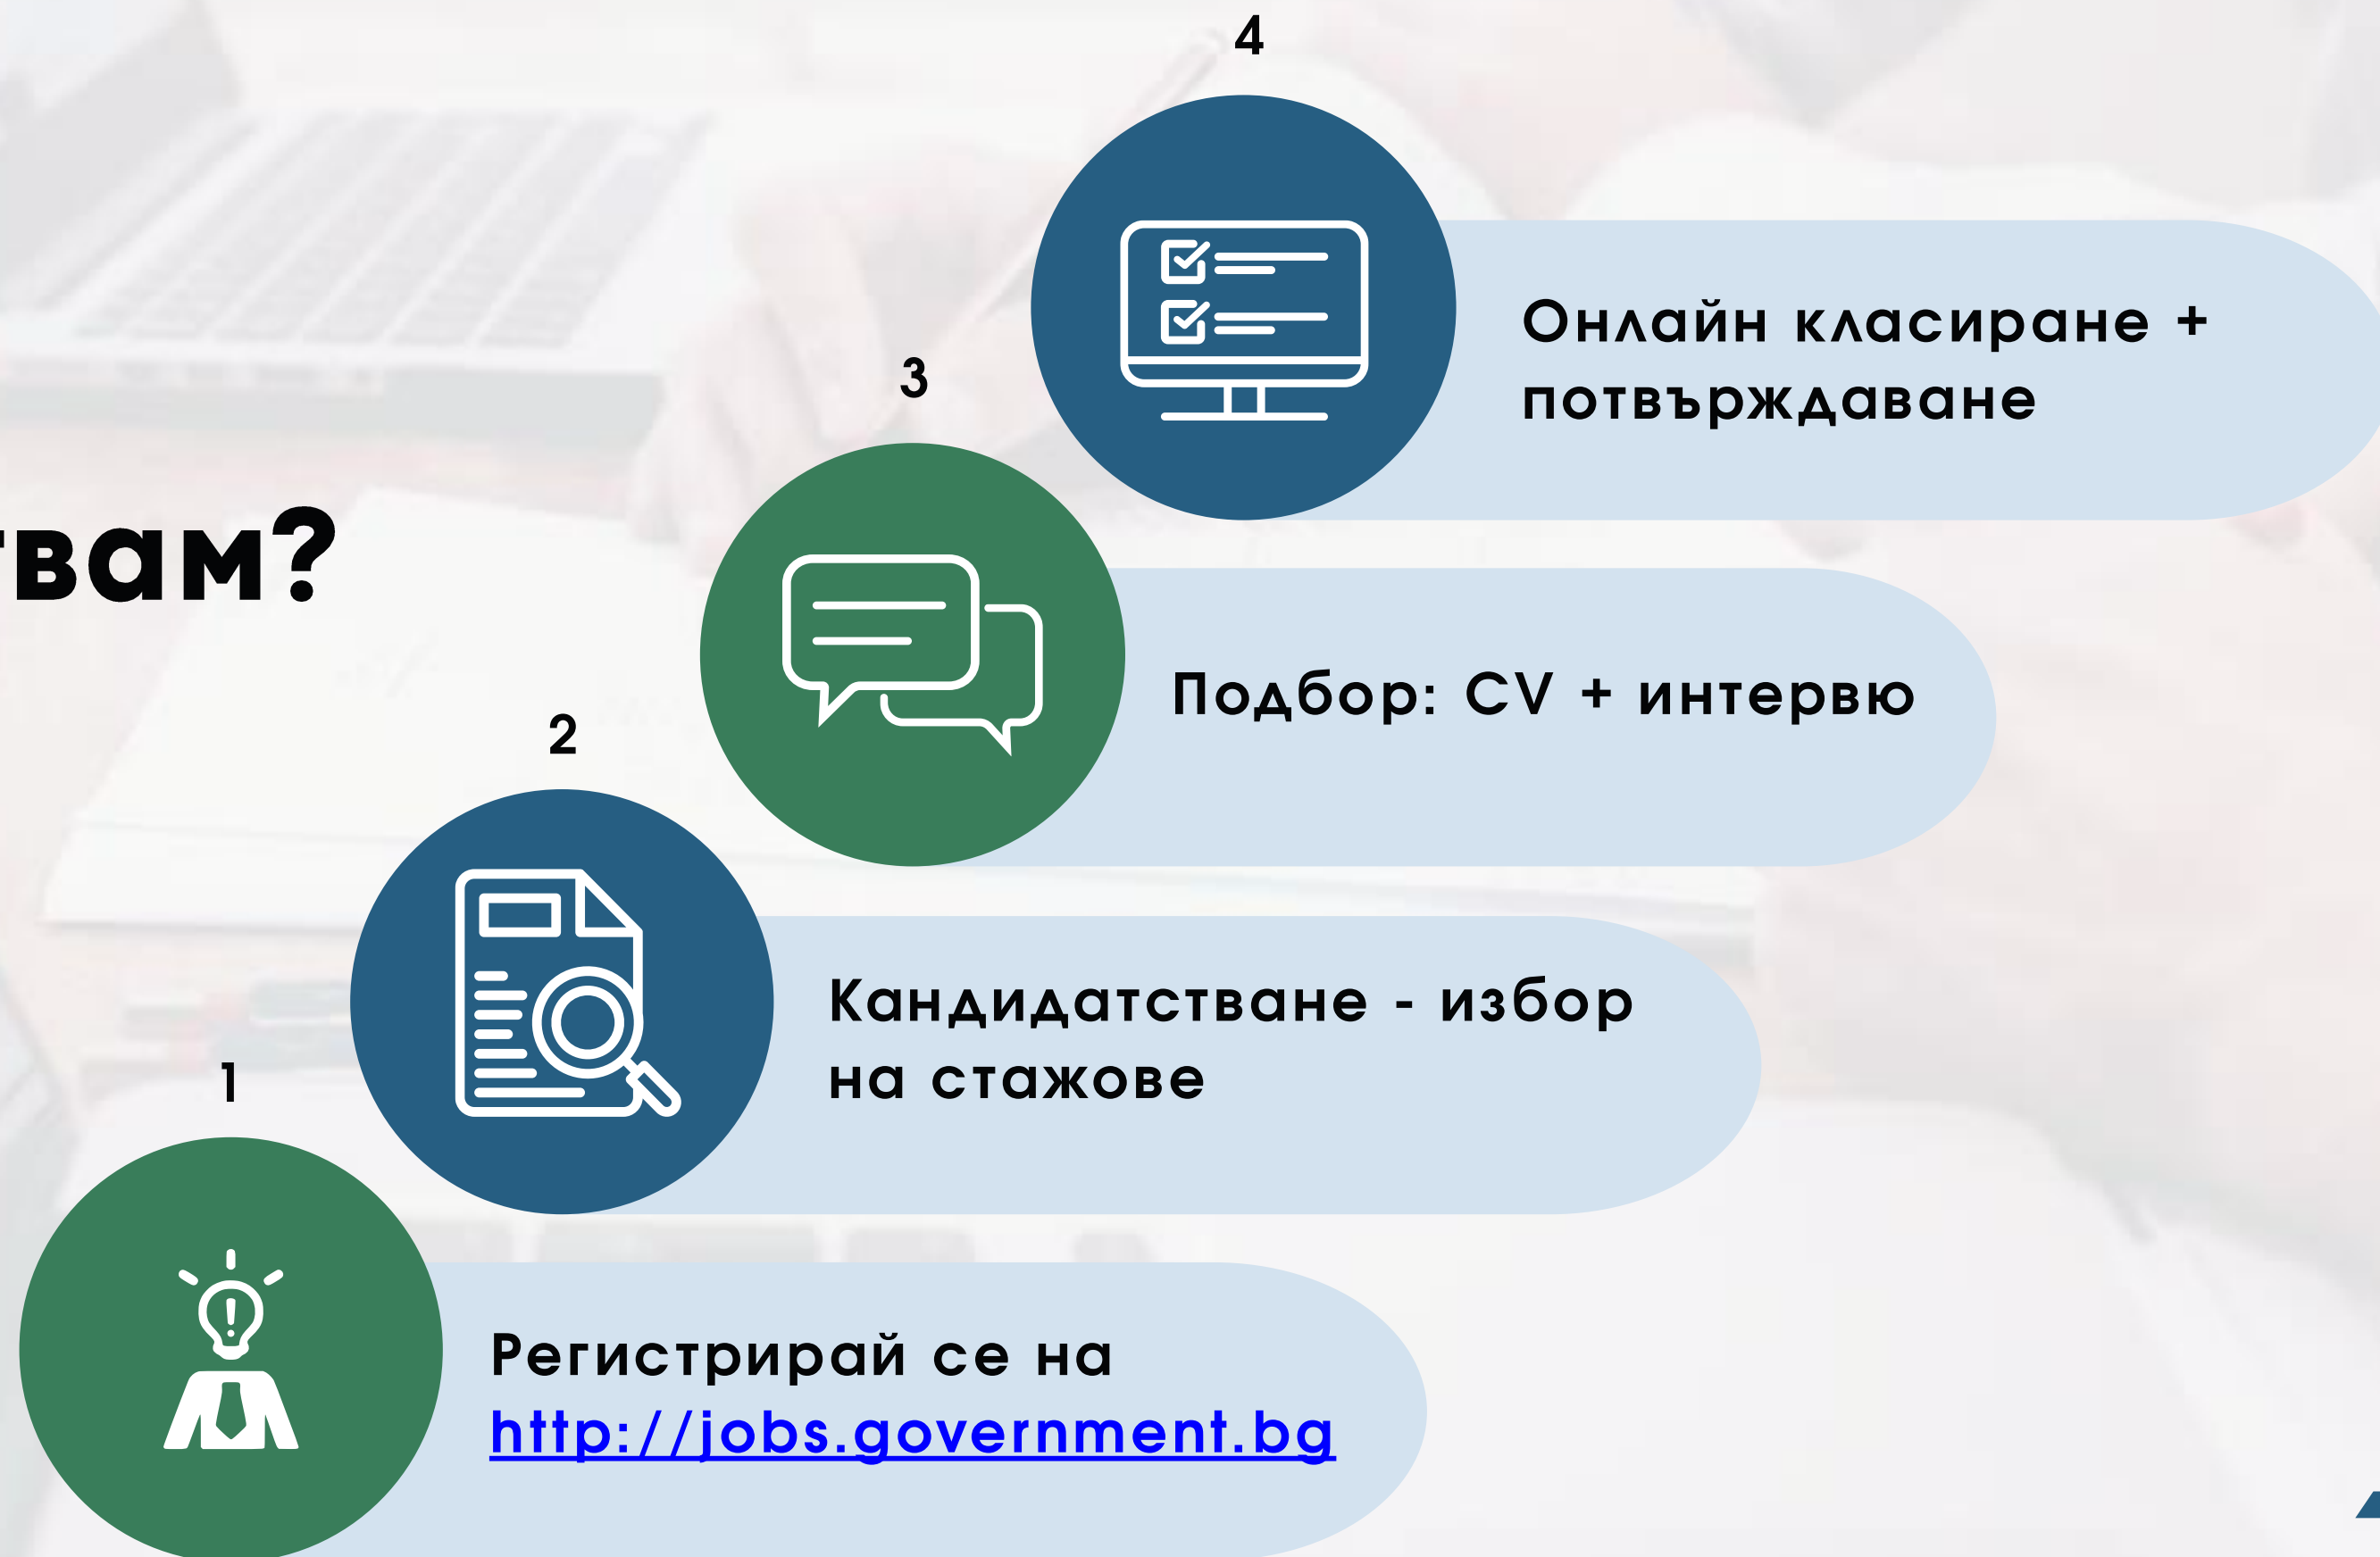 4
Онлайн класиране +
потвърждаване
3
вам?
Подбор: CV + интервю
2
Кандидатстване - избор
на стажове
1
Регистрирай се на
http://jobs.government.bg